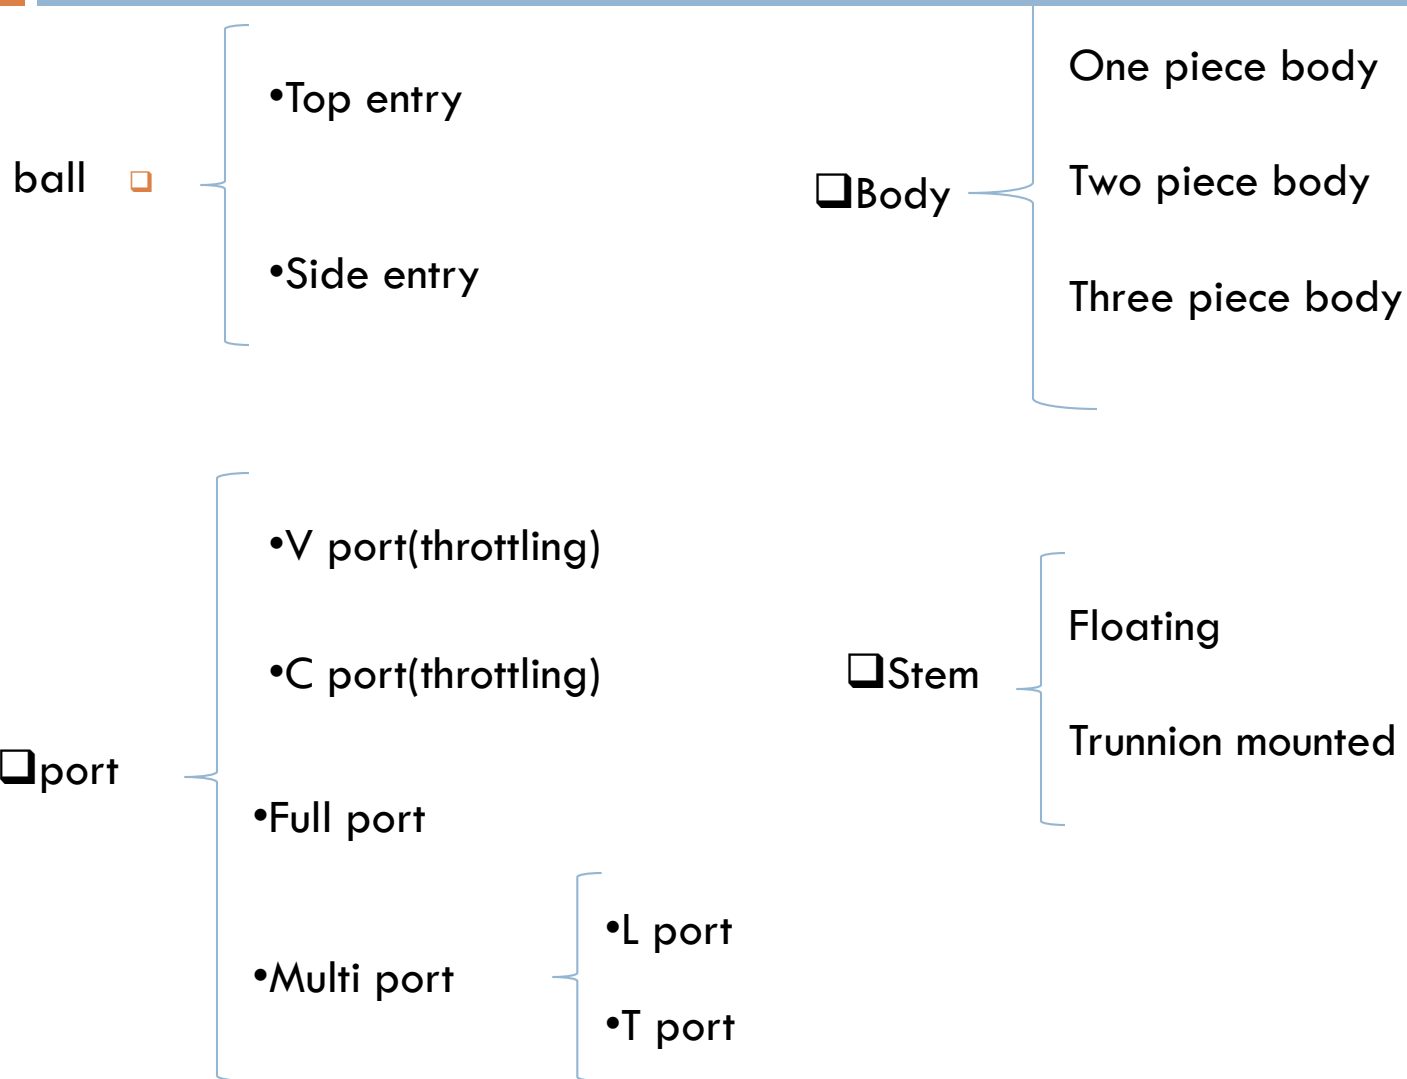 ball ❑
•Top entry
•Side entry
❑Body
One piece body
Two piece body
Three piece body
❑port
•V port(throttling)
•C port(throttling)
•Full port
•Multi port
•L port
•T port
❑Stem
Floating
Trunnion mounted